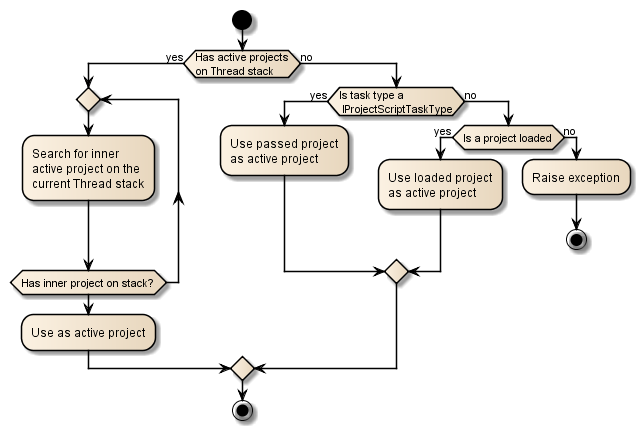 Has active projects
on Thread stack
yes
no
Is task type a
IProjectScriptTaskType
yes
no
Is a project loaded
yes
no
Search for inner
active project on the
current Thread stack
Use passed project
as active project
Use loaded project
as active project
Raise exception
Has inner project on stack?
Use as active project